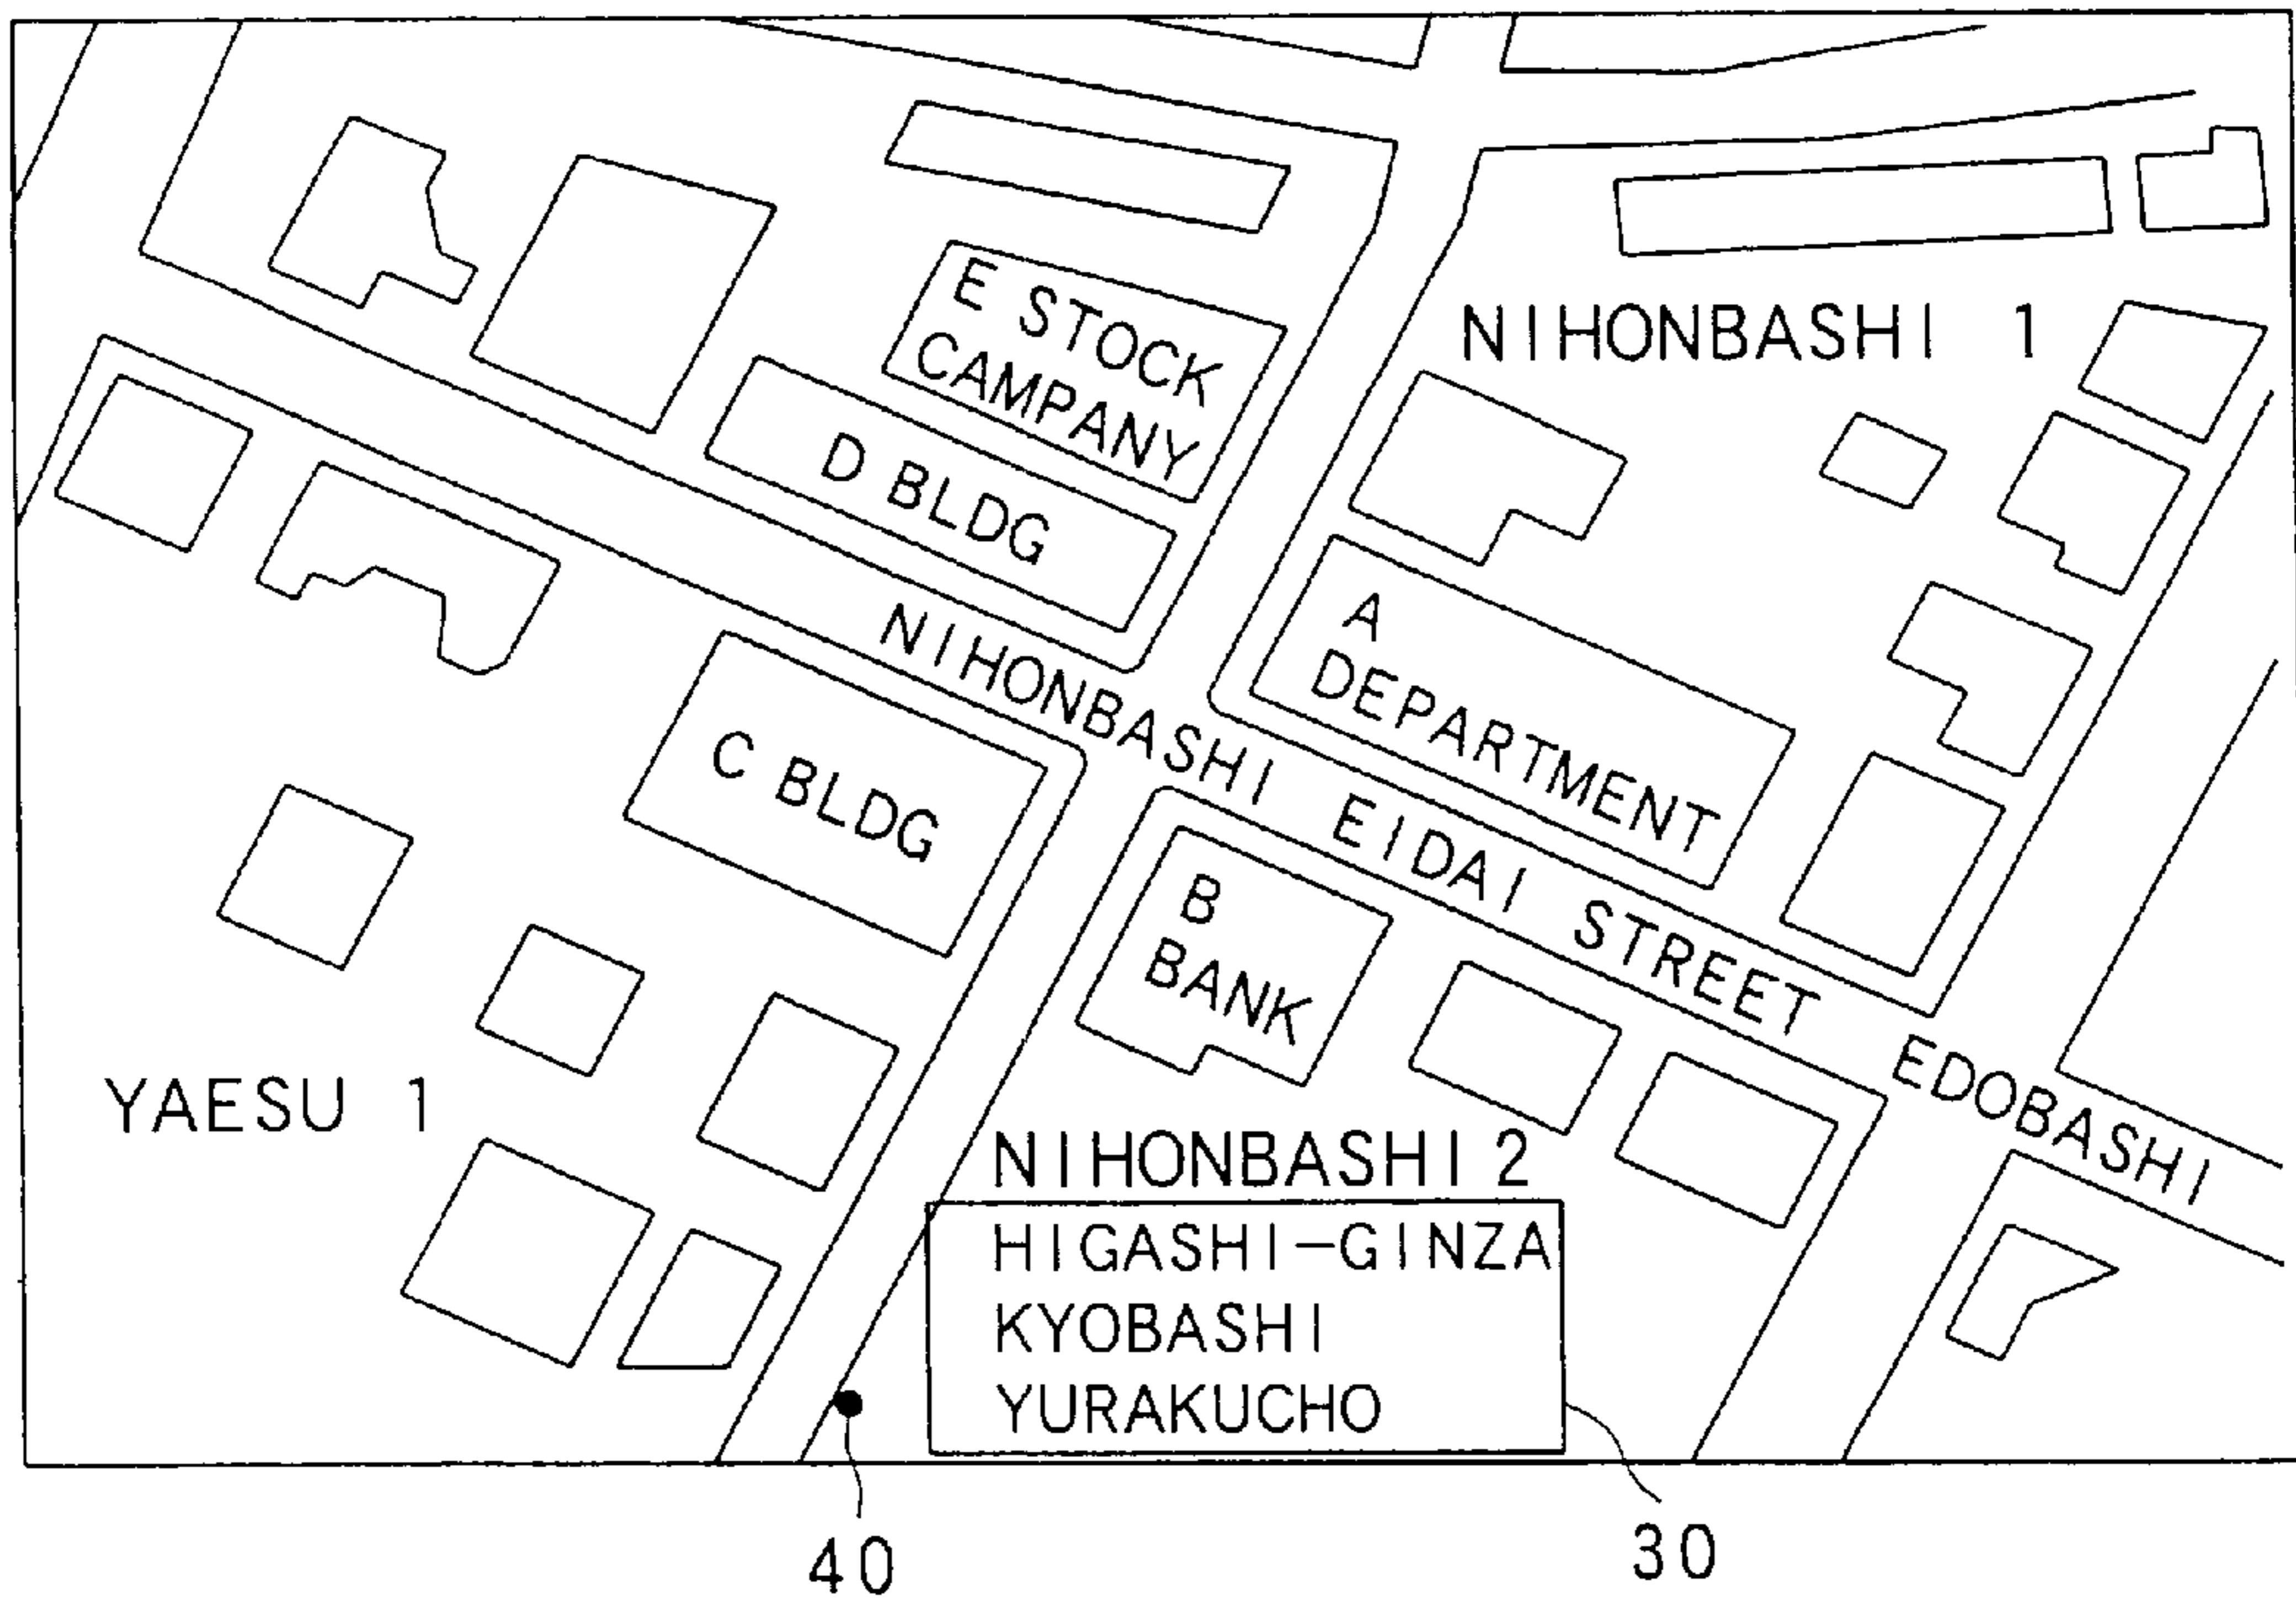 E STOCK
CAMPANY
NIHONBASHI 1
D BLDG
A
DEPARTMENT
NIHONBASHI EIDAI STREET EDOBASHI
C BLDG
B
BANK
YAESU 1
NIHONBASHI 2
HIGASHI-GINZA
KYOBASHI
YURAKUCHO
40
30